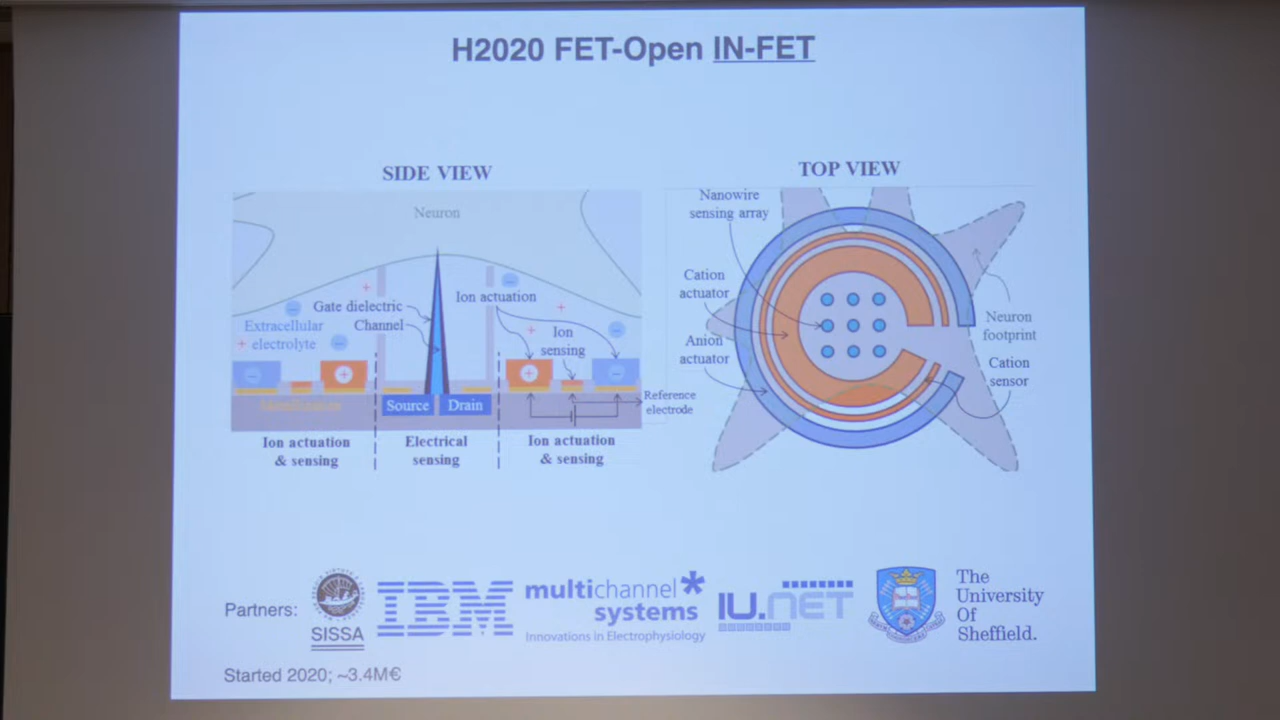 H2020 FET-Open IN-FET
SIDE VIEW
Neuron
Gate dielectric
Channel
Ion actuation
Ion
sensing
Extracellular
electrolyte
Source
Drain
Reference
electrode
Ion actuation
& sensing
Electrical
sensing
Ion actuation
& sensing
TOP VIEW
Nanowire
sensing array
Cation
actuator
Anion
actuator
Neuron
footprint
Cation
sensor
Partners:
SISSA
IBM
multichannel*
systems
Innovations in Electrophysiology
IU.NET
The
University
Of
Sheffield.
Started 2020; ~3.4M€